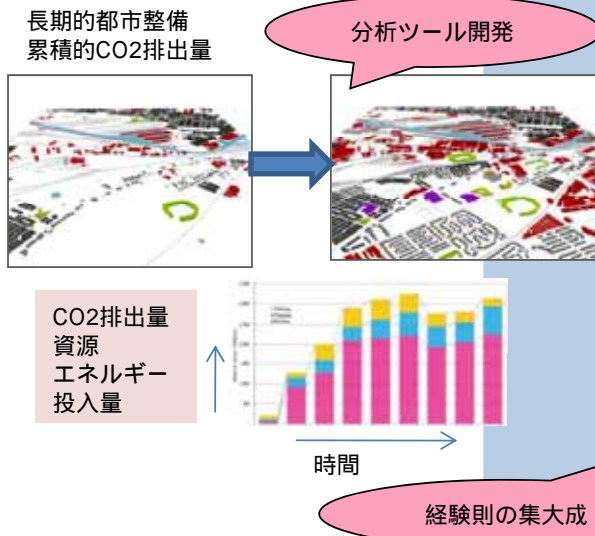 長期的都市整備
累積的CO2排出量
分析ツール開発
CO2排出量
資源
エネルギー
投入量
時間
経験則の集大成